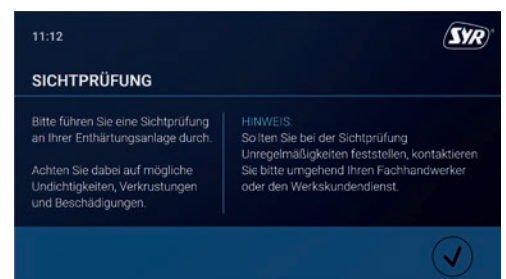 11:12
SYR
SICHTPRÜFUNG
Bitte führen Sie eine Sichtprüfung
an Ihrer Enthärtungsanlage durch.
Achten Sie dabei auf mögliche
Undichtigkeiten, Verkrustungen
und Beschädigungen.
HINWEIS:
Sollten Sie bei der Sichtprüfung
Unregelmäßigkeiten feststellen, kontaktieren
Sie bitte umgehend Ihren Fachhandwerker
oder den Werkskundendienst.